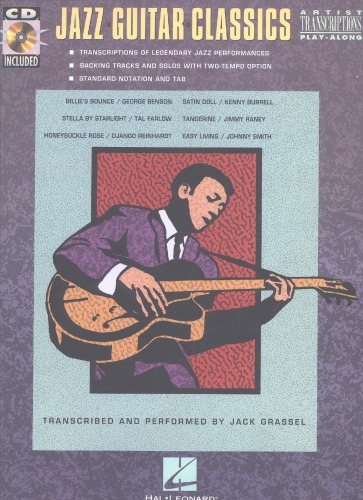 CD
INCLUDED
JAZZ GUITAR CLASSICS
ARTIST
TRANSCRIPTIONS
PLAY-ALONG
TRANSCRIPTIONS OF LEGENDARY JAZZ PERFORMANCES
BACKING TRACKS AND SOLOS WITH TWO-TEMPO OPTION
STANDARD NOTATION AND TAB
BILLIE'S BOUNCE / GEORGE BENSON
SATIN DOLL / KENNY BURRELL
STELLA BY STARLIGHT / TAL FARLOW
TANGERINE / JIMMY RANEY
HONEYSUCKLE ROSE / DJANGO REINHARDT
EASY LIVING / JOHNNY SMITH
TRANSCRIBED AND PERFORMED BY JACK GRASSEL
HAL•LEONARD®